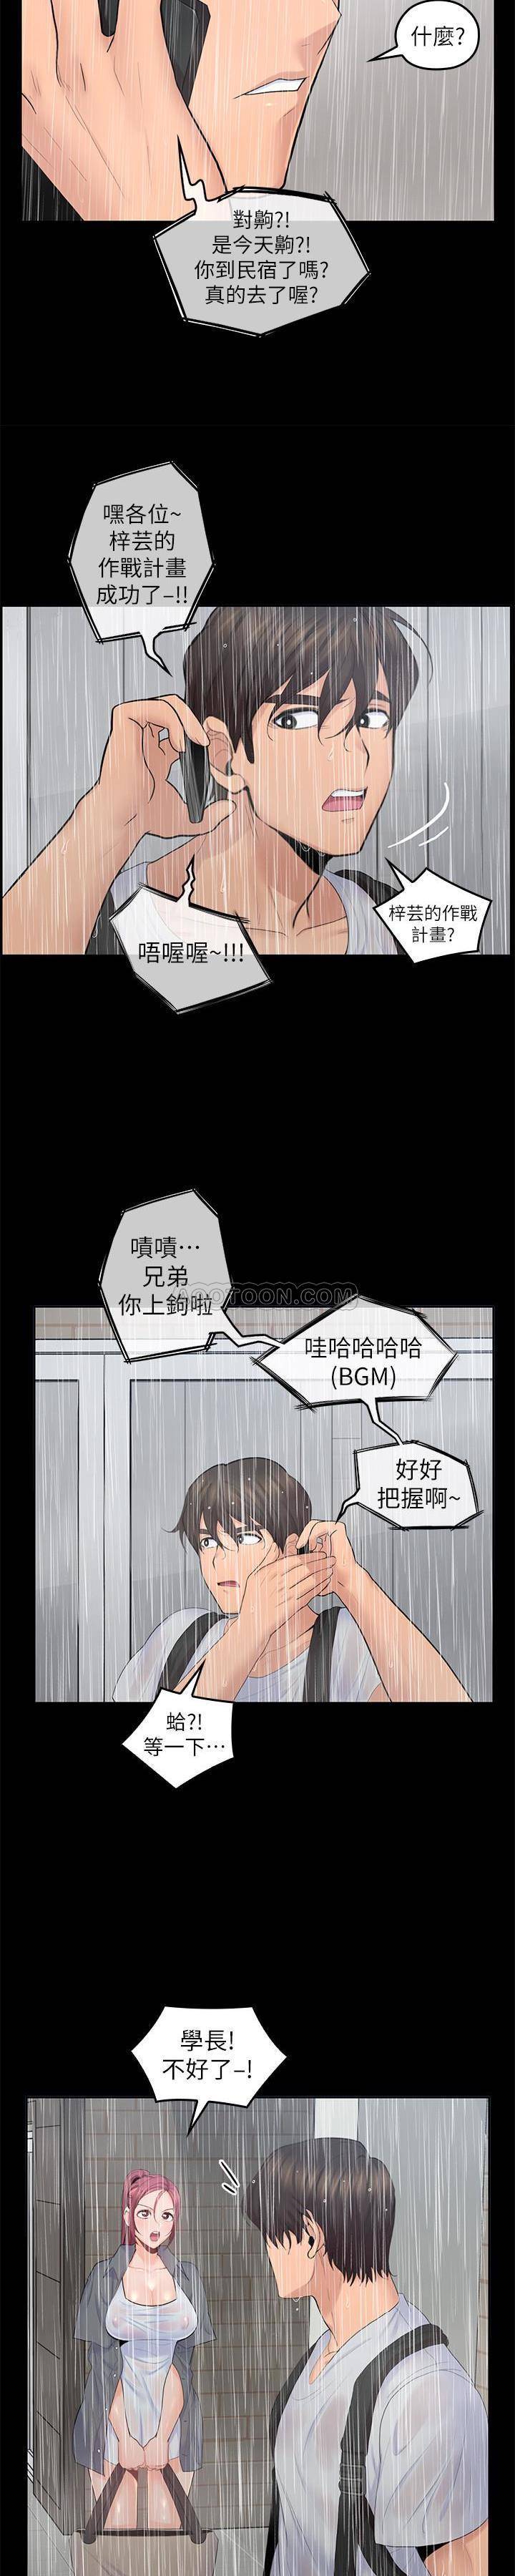 什麼?
對齁?!
是今天齁?!
你到民宿了嗎?
真的去了喔?
嘿各位~
梓芸的
作戰計畫
成功了–!!
梓芸的作戰
計畫?
唔喔喔~!!!
嘖嘖…
兄弟
你上鉤啦
TOON.COM
哇哈哈哈哈
(BGM)
好好
把握啊~
蛤?!
等一下…
學長!
不好了–!